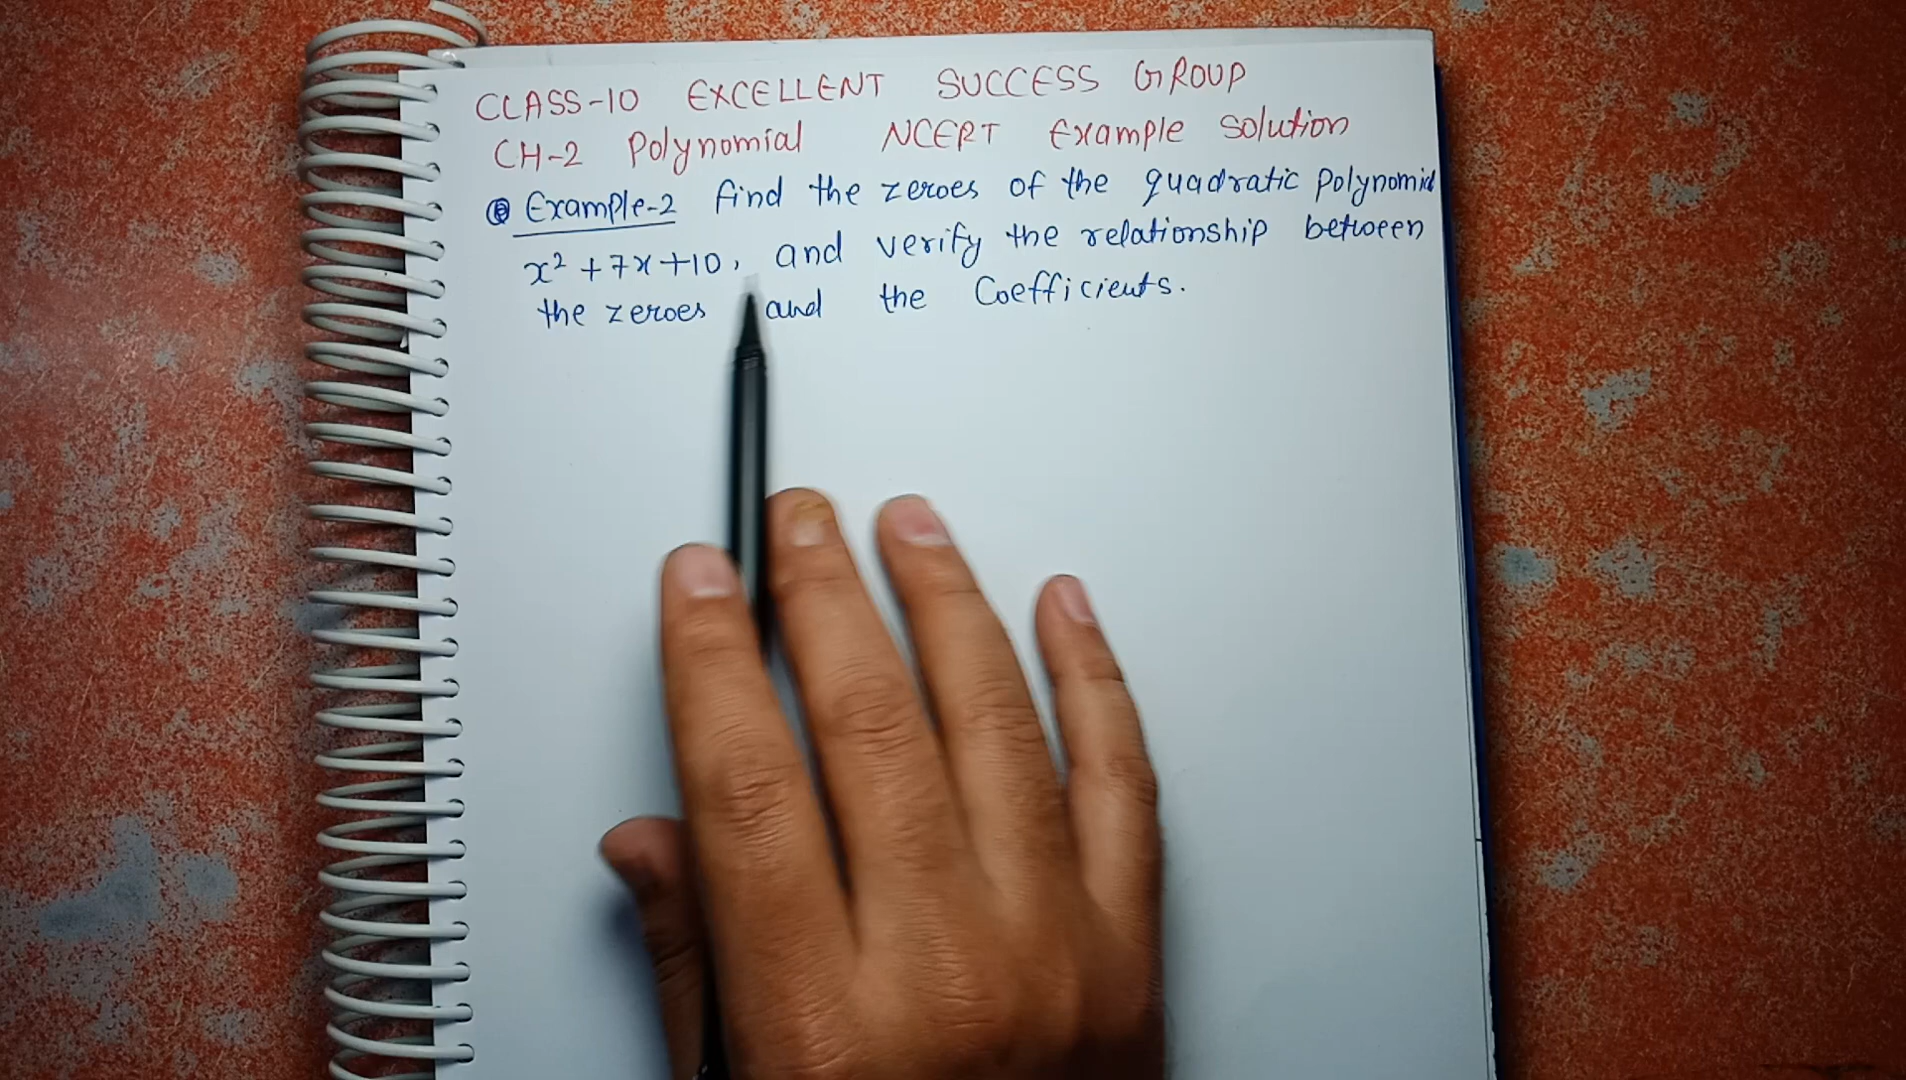 CLASS-10 EXCELLENT SUCCESS GROUP
CH-2 Polynomial NCERT Example Solution
Q Example-2 find the zeroes of the quadratic Polynomial
x² + 7x + 10, and verify the relationship between
the zeroes and the Coefficients.